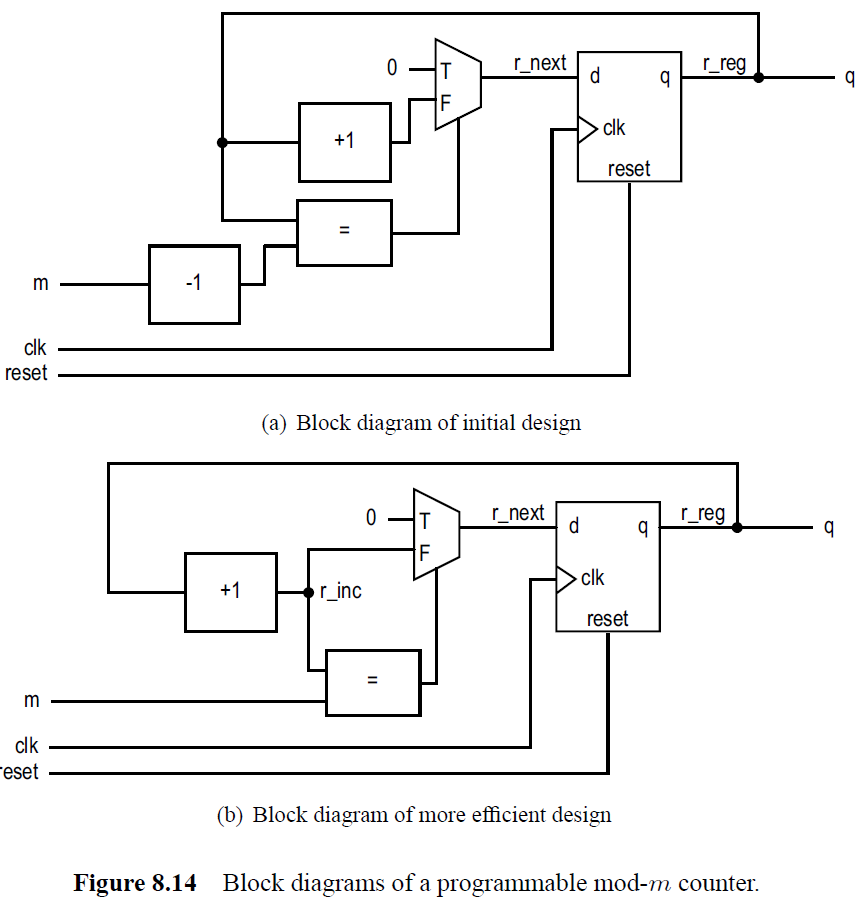 0 T r_next d q r_reg q
F
+1 clk
reset
=
m -1
clk
reset
(a) Block diagram of initial design
0 T r_next d q r_reg q
F
+1 r_inc clk
reset
=
m
clk
reset
(b) Block diagram of more efficient design
Figure 8.14 Block diagrams of a programmable mod-m counter.